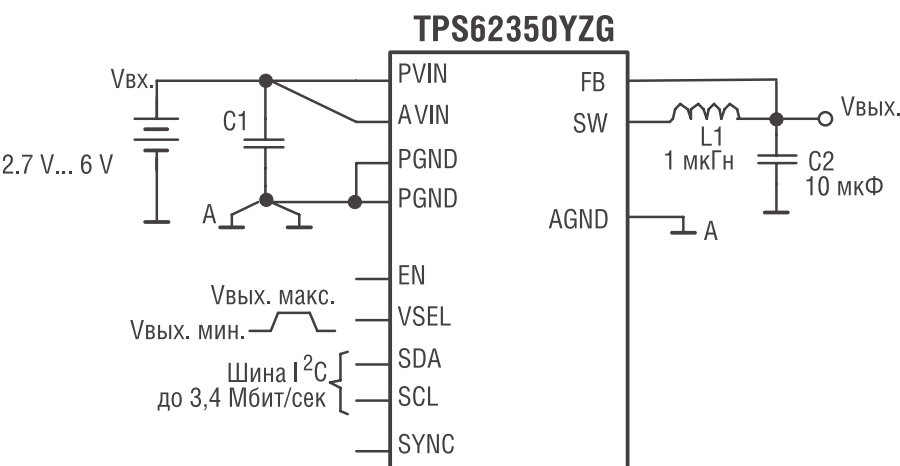 TPS62350YZG
Vвх.
PVIN
FB
Vвых.
C1
AVIN
SW
L1
1 мкГн
2.7 V... 6 V
PGND
C2
10 мкФ
PGND
A
AGND
A
EN
Vвых. макс.
Vвых. мин.
VSEL
Шина I²C
до 3,4 Мбит/сек
SDA
SCL
SYNC